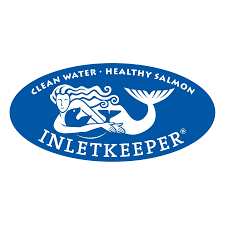 CLEAN WATER · HEALTHY SALMON
INLETKEEPER®